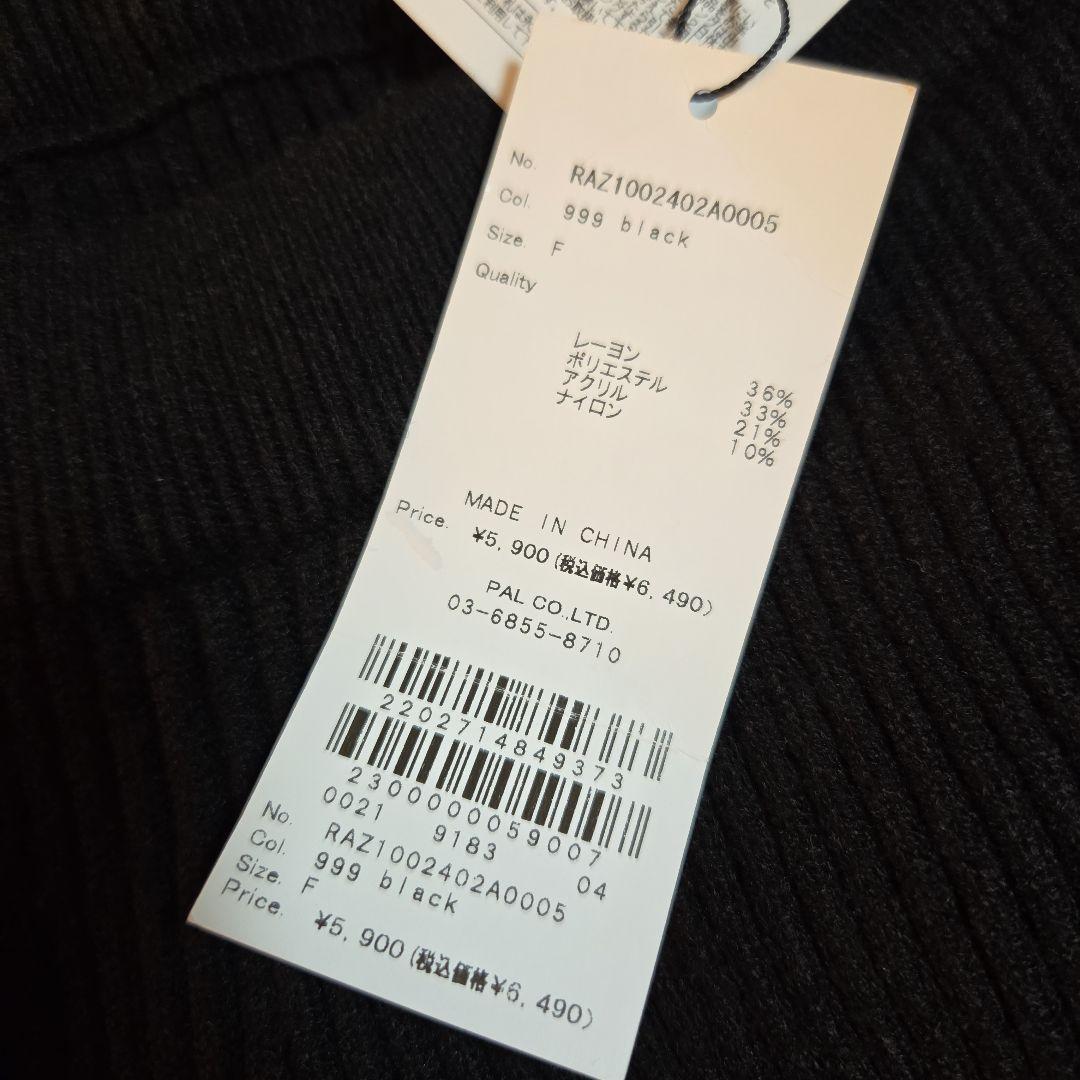 No. RAZ1002402A0005
Col. 999 black
Size. F
Quality
レーヨン 36%
ポリエステル 33%
アクリル 21%
ナイロン 10%
MADE IN CHINA
Price. ¥5,900(税込価格¥6,490)
PAL CO.,LTD.
03-6855-8710
2202714849373
2300000059007
0021 9183 04
No. RAZ1002402A0005
Col. 999 black
Size. F
Price. ¥5,900(税込価格¥6,490)